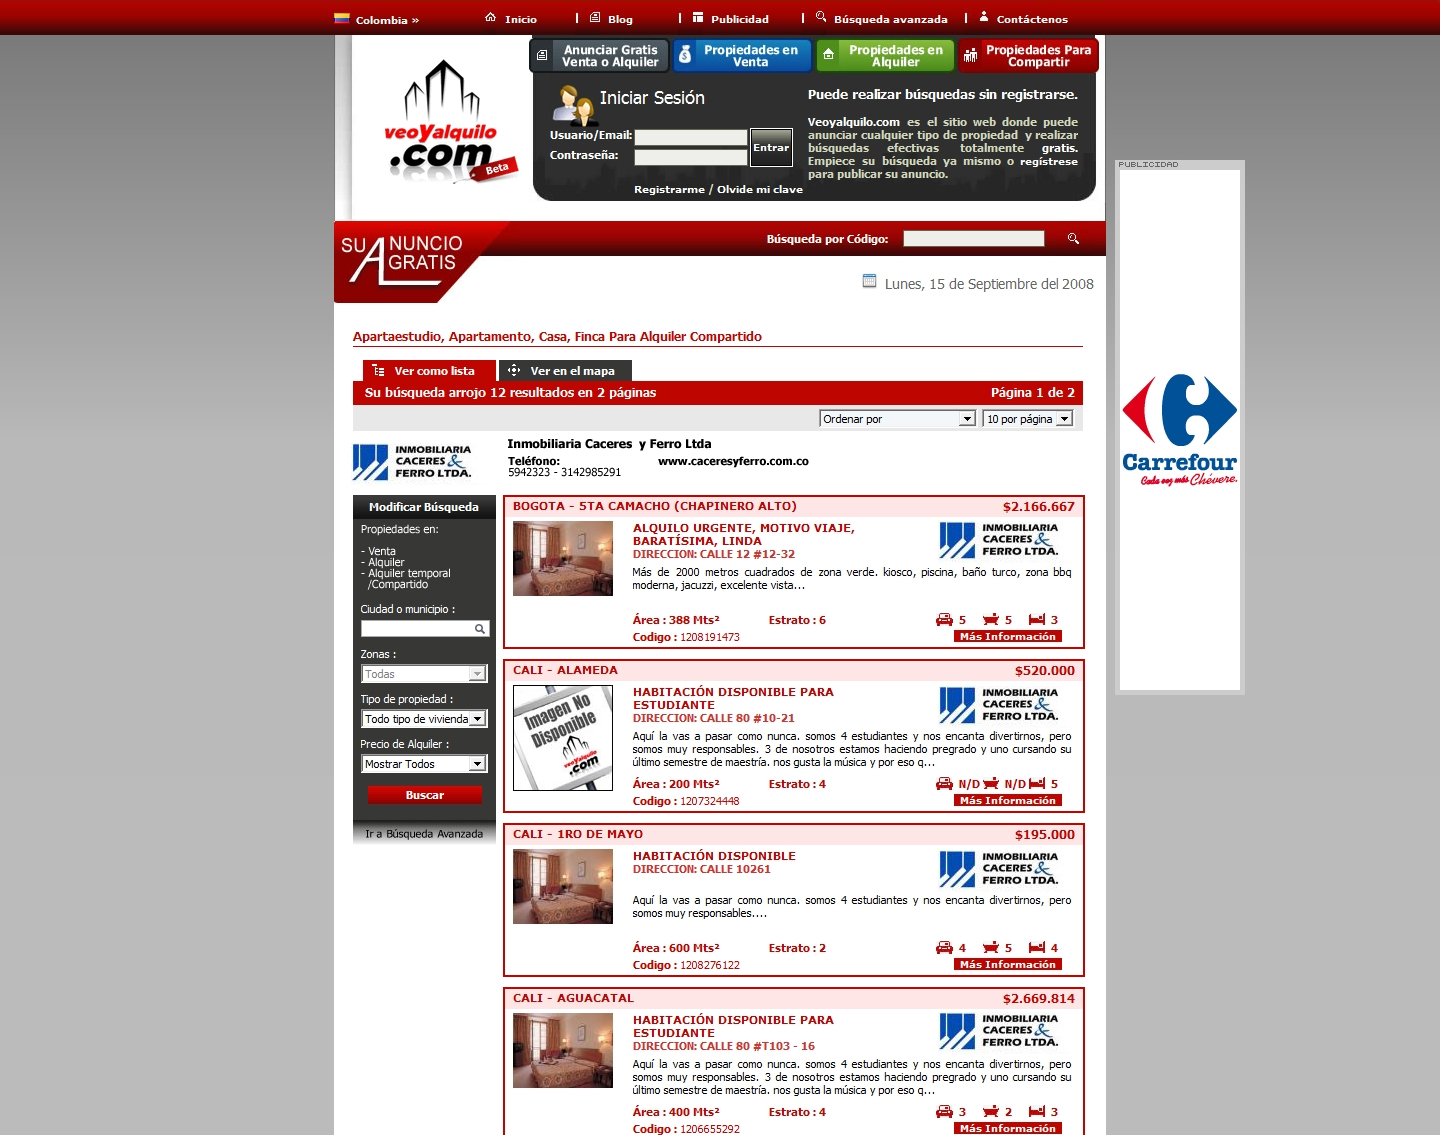 Colombia »
Inicio
Blog
Publicidad
Búsqueda avanzada
Contáctenos
Anunciar Gratis
Venta o Alquiler
Propiedades en
Venta
Propiedades en
Alquiler
Propiedades Para
Compartir
veoYalquilo
.com
Beta
Iniciar Sesión
Usuario/Email:
Contraseña:
Entrar
Registrarme / Olvide mi clave
Puede realizar búsquedas sin registrarse.
Veoyalquilo.com es el sitio web donde puede
anunciar cualquier tipo de propiedad y realizar
búsquedas efectivas totalmente gratis.
Empiece su búsqueda ya mismo o regístrese
para publicar su anuncio.
PUBLICIDAD
SU ANUNCIO
GRATIS
Búsqueda por Código:
Lunes, 15 de Septiembre del 2008
Apartaestudio, Apartamento, Casa, Finca Para Alquiler Compartido
Ver como lista
Ver en el mapa
Su búsqueda arrojo 12 resultados en 2 páginas
Página 1 de 2
Ordenar por
10 por página
INMOBILIARIA
CACERES &
FERRO LTDA.
Inmobiliaria Caceres y Ferro Ltda
Teléfono:
5942323 - 3142985291
www.caceresyferro.com.co
Carrefour
Cada vez más Chévere.
Modificar Búsqueda
Propiedades en:
- Venta
- Alquiler
- Alquiler temporal
/Compartido
Ciudad o municipio :
Zonas :
Todas
Tipo de propiedad :
Todo tipo de vivienda
Precio de Alquiler :
Mostrar Todos
Buscar
Ir a Búsqueda Avanzada
BOGOTA - 5TA CAMACHO (CHAPINERO ALTO)
$2.166.667
ALQUILO URGENTE, MOTIVO VIAJE,
BARATÍSIMA, LINDA
DIRECCION: CALLE 12 #12-32
INMOBILIARIA
CACERES &
FERRO LTDA.
Más de 2000 metros cuadrados de zona verde. kiosco, piscina, baño turco, zona bbq
moderna, jacuzzi, excelente vista...
Área : 388 Mts²
Estrato : 6
5
5
3
Codigo : 1208191473
Más Información
CALI - ALAMEDA
$520.000
Imagen No
Disponible
veoYalquilo
.com
HABITACIÓN DISPONIBLE PARA
ESTUDIANTE
DIRECCION: CALLE 80 #10-21
INMOBILIARIA
CACERES &
FERRO LTDA.
Aquí la vas a pasar como nunca. somos 4 estudiantes y nos encanta divertirnos, pero
somos muy responsables. 3 de nosotros estamos haciendo pregrado y uno cursando su
último semestre de maestría. nos gusta la música y por eso q...
Área : 200 Mts²
Estrato : 4
N/D
N/D
5
Codigo : 1207324448
Más Información
CALI - 1RO DE MAYO
$195.000
HABITACIÓN DISPONIBLE
DIRECCION: CALLE 10261
INMOBILIARIA
CACERES &
FERRO LTDA.
Aquí la vas a pasar como nunca. somos 4 estudiantes y nos encanta divertirnos, pero
somos muy responsables....
Área : 600 Mts²
Estrato : 2
4
5
4
Codigo : 1208276122
Más Información
CALI - AGUACATAL
$2.669.814
HABITACIÓN DISPONIBLE PARA
ESTUDIANTE
DIRECCION: CALLE 80 #T103 - 16
INMOBILIARIA
CACERES &
FERRO LTDA.
Aquí la vas a pasar como nunca. somos 4 estudiantes y nos encanta divertirnos, pero
somos muy responsables. 3 de nosotros estamos haciendo pregrado y uno cursando su
último semestre de maestría. nos gusta la música y por eso q...
Área : 400 Mts²
Estrato : 4
3
2
3
Codigo : 1206655292
Más Información